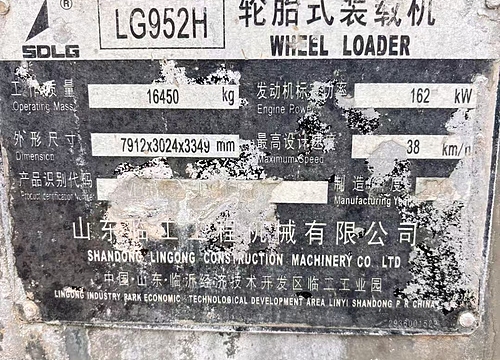 ® LG952H 轮胎式装载机
SDLG WHEEL LOADER
工作质量 16450 kg 发动机标定功率 162 kW
Operating Mass Engine Power
外形尺寸 7912x3024x3349 mm 最高设计速度 38 km/h
Dimension Maximum Speed
产品识别代码 制造年度
Product Identification Number Manufacturing Year
山东临工工程机械有限公司
SHANDONG LINGONG CONSTRUCTION MACHINERY CO LTD
中国·山东·临沂经济技术开发区临工工业园
LINGONG INDUSTRY PARK ECONOMIC TECHNOLOGICAL DEVELOPMENT AREA LINYI SHANDONG P R CHINA